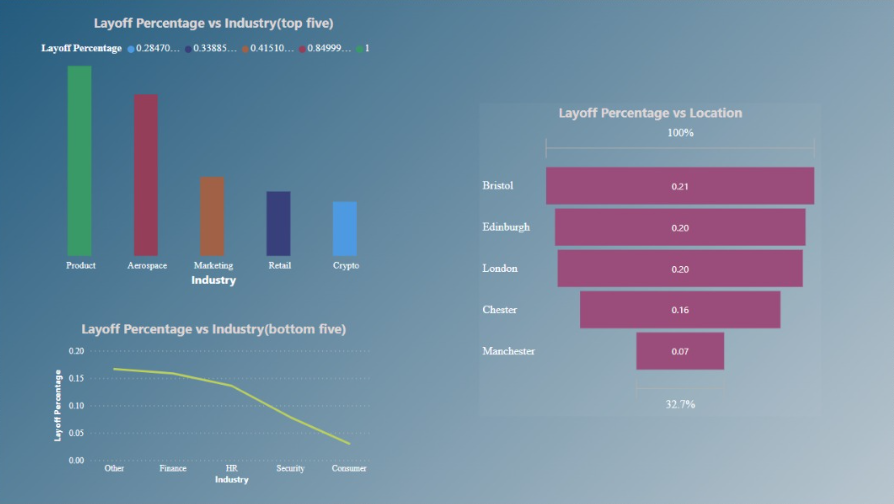 Layoff Percentage vs Industry(top five)
Layoff Percentage 0.28470... 0.33885... 0.41510... 0.84999... 1
Product Aerospace Marketing Retail Crypto
Industry
Layoff Percentage vs Industry(bottom five)
Layoff Percentage
0.20
0.15
0.10
0.05
0.00
Other Finance HR Security Consumer
Industry
Layoff Percentage vs Location
100%
Bristol 0.21
Edinburgh 0.20
London 0.20
Chester 0.16
Manchester 0.07
32.7%